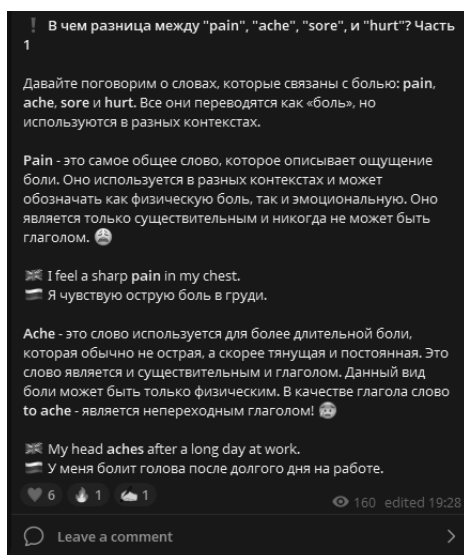 ❗ В чем разница между "pain", "ache", "sore", и "hurt"? Часть
1
Давайте поговорим о словах, которые связаны с болью: pain,
ache, sore и hurt. Все они переводятся как «боль», но
используются в разных контекстах.
Pain - это самое общее слово, которое описывает ощущение
боли. Оно используется в разных контекстах и может
обозначать как физическую боль, так и эмоциональную. Оно
является только существительным и никогда не может быть
глаголом.
I feel a sharp pain in my chest.
Я чувствую острую боль в груди.
Ache - это слово используется для более длительной боли,
которая обычно не острая, а скорее тянущая и постоянная. Это
слово является и существительным и глаголом. Данный вид
боли может быть только физическим. В качестве глагола слово
to ache - является непереходным глаголом!
My head aches after a long day at work.
У меня болит голова после долгого дня на работе.
6 1 1
160 edited 19:28
Leave a comment